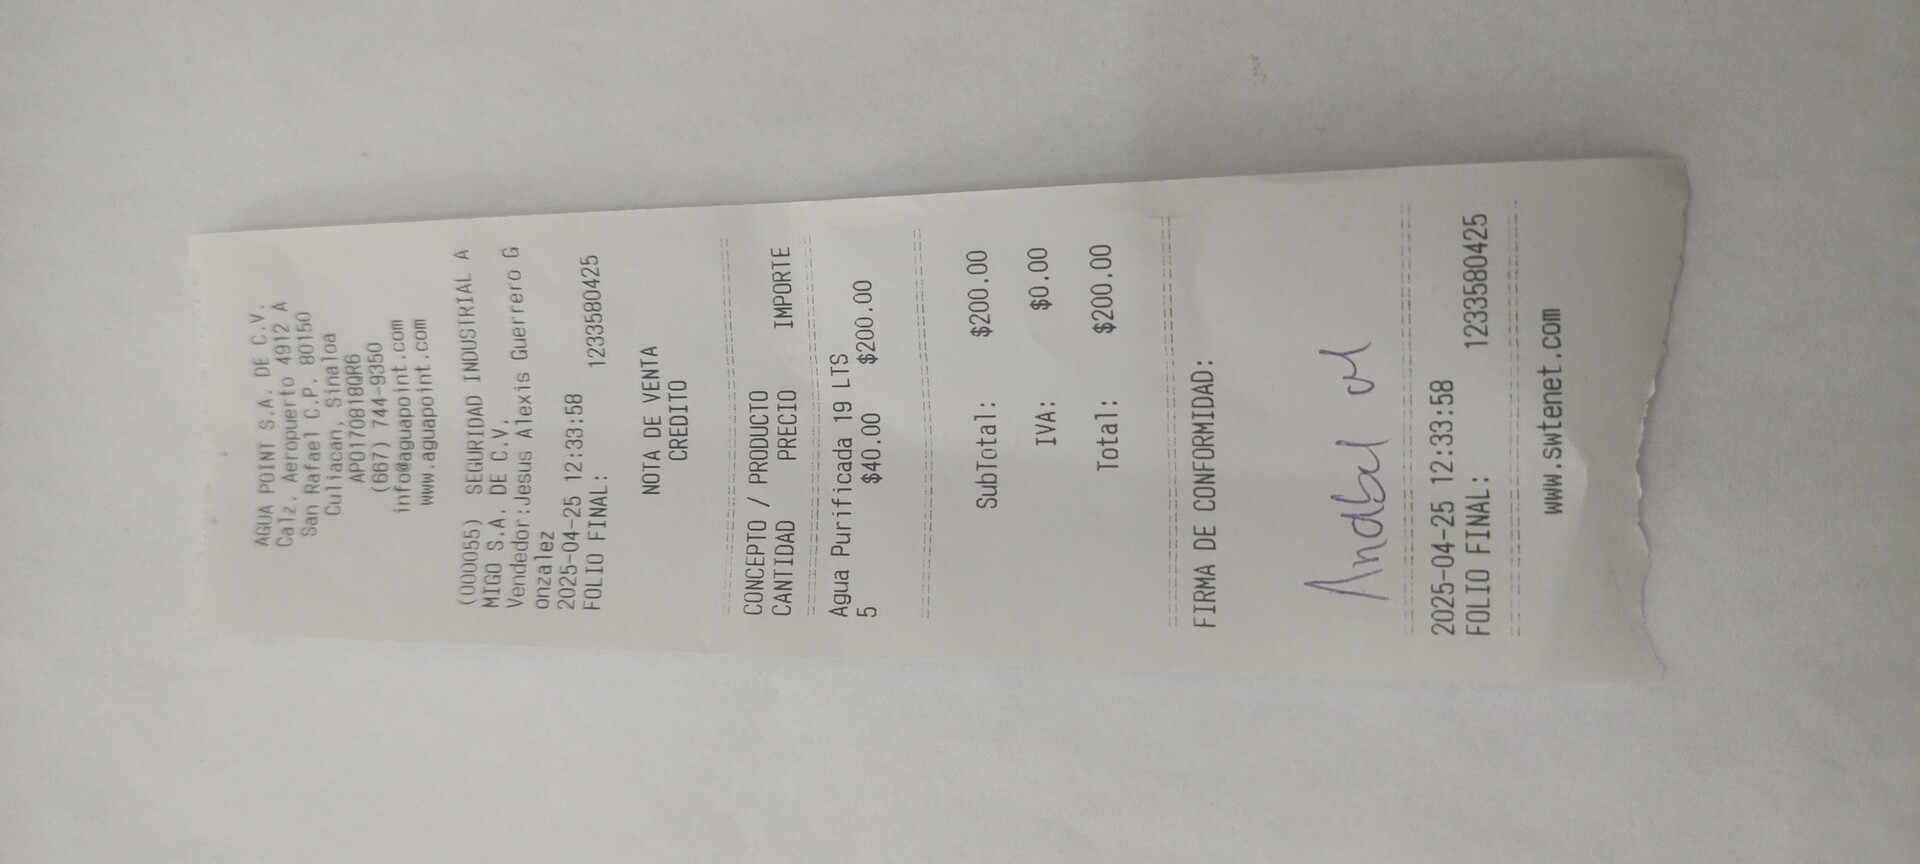 AGUA POINT S.A. DE C.V.
Calz. Aeropuerto 4912 A
San Rafael C.P. 80150
Culiacan, Sinaloa
APO170818QR6
(667) 744-9350
info@aguapoint.com
www.aguapoint.com
(000055) SEGURIDAD INDUSTRIAL A
MIGO S.A. DE C.V.
Vendedor:Jesus Alexis Guerrero G
onzalez
2025-04-25 12:33:58
FOLIO FINAL: 1233580425
NOTA DE VENTA
CREDITO
CONCEPTO / PRODUCTO
CANTIDAD PRECIO IMPORTE
Agua Purificada 19 LTS
5 $40.00 $200.00
SubTotal: $200.00
IVA: $0.00
Total: $200.00
FIRMA DE CONFORMIDAD:
2025-04-25 12:33:58
FOLIO FINAL: 1233580425
www.swtenet.com